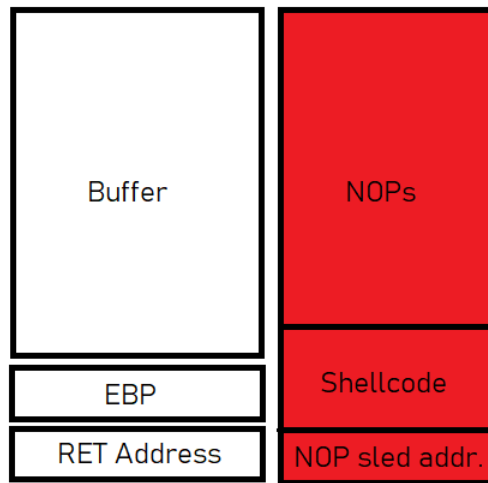 Buffer
NOPs
EBP
Shellcode
RET Address
NOP sled addr.